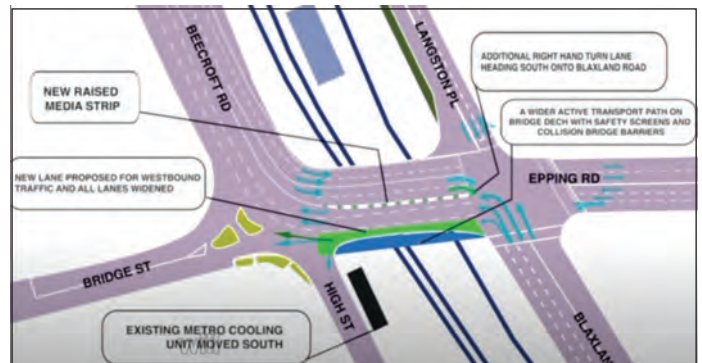 BEECROFT RD
LANGSTON PL
ADDITIONAL RIGHT HAND TURN LANE
HEADING SOUTH ONTO BLAXLAND ROAD
NEW RAISED
MEDIA STRIP
A WIDER ACTIVE TRANSPORT PATH ON
BRIDGE DECH WITH SAFETY SCREENS AND
COLLISION BRIDGE BARRIERS
NEW LANE PROPOSED FOR WESTBOUND
TRAFFIC AND ALL LANES WIDENED
EPPING RD
BRIDGE ST
HIGH ST
EXISTING METRO COOLING
UNIT MOVED SOUTH